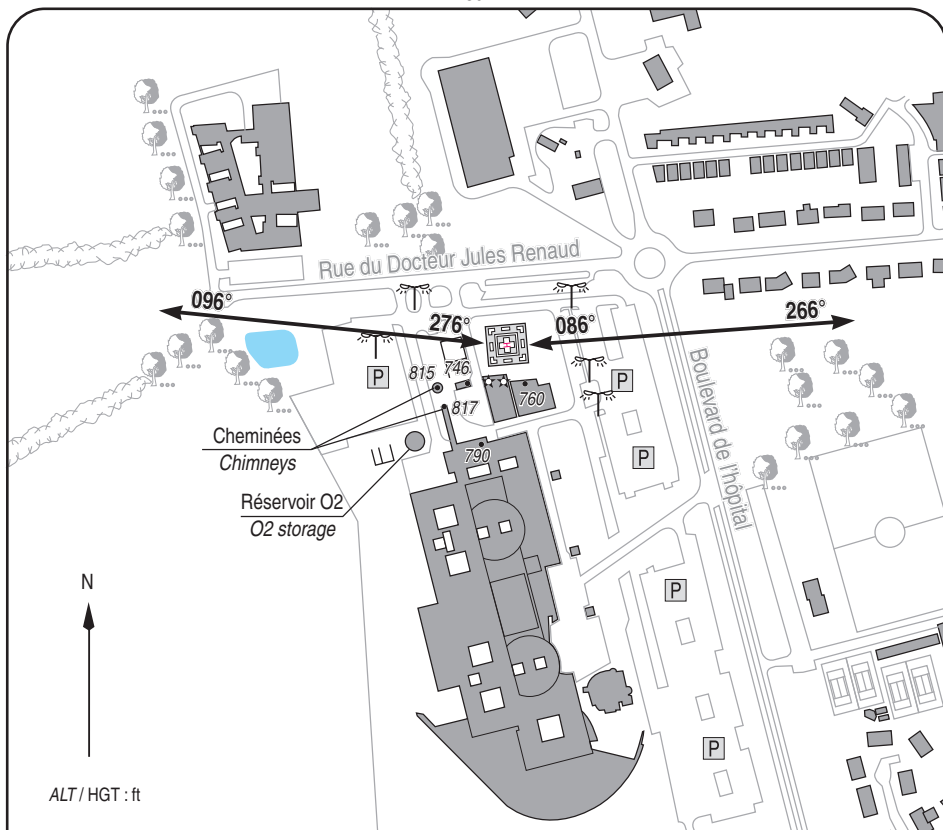 Rue du Docteur Jules Renaud
096°
276°
086°
266°
815
746
P
817
760
P
Cheminées
Chimneys
790
P
Boulevard de l'hôpital
Réservoir O2
O2 storage
N
P
P
ALT / HGT : ft